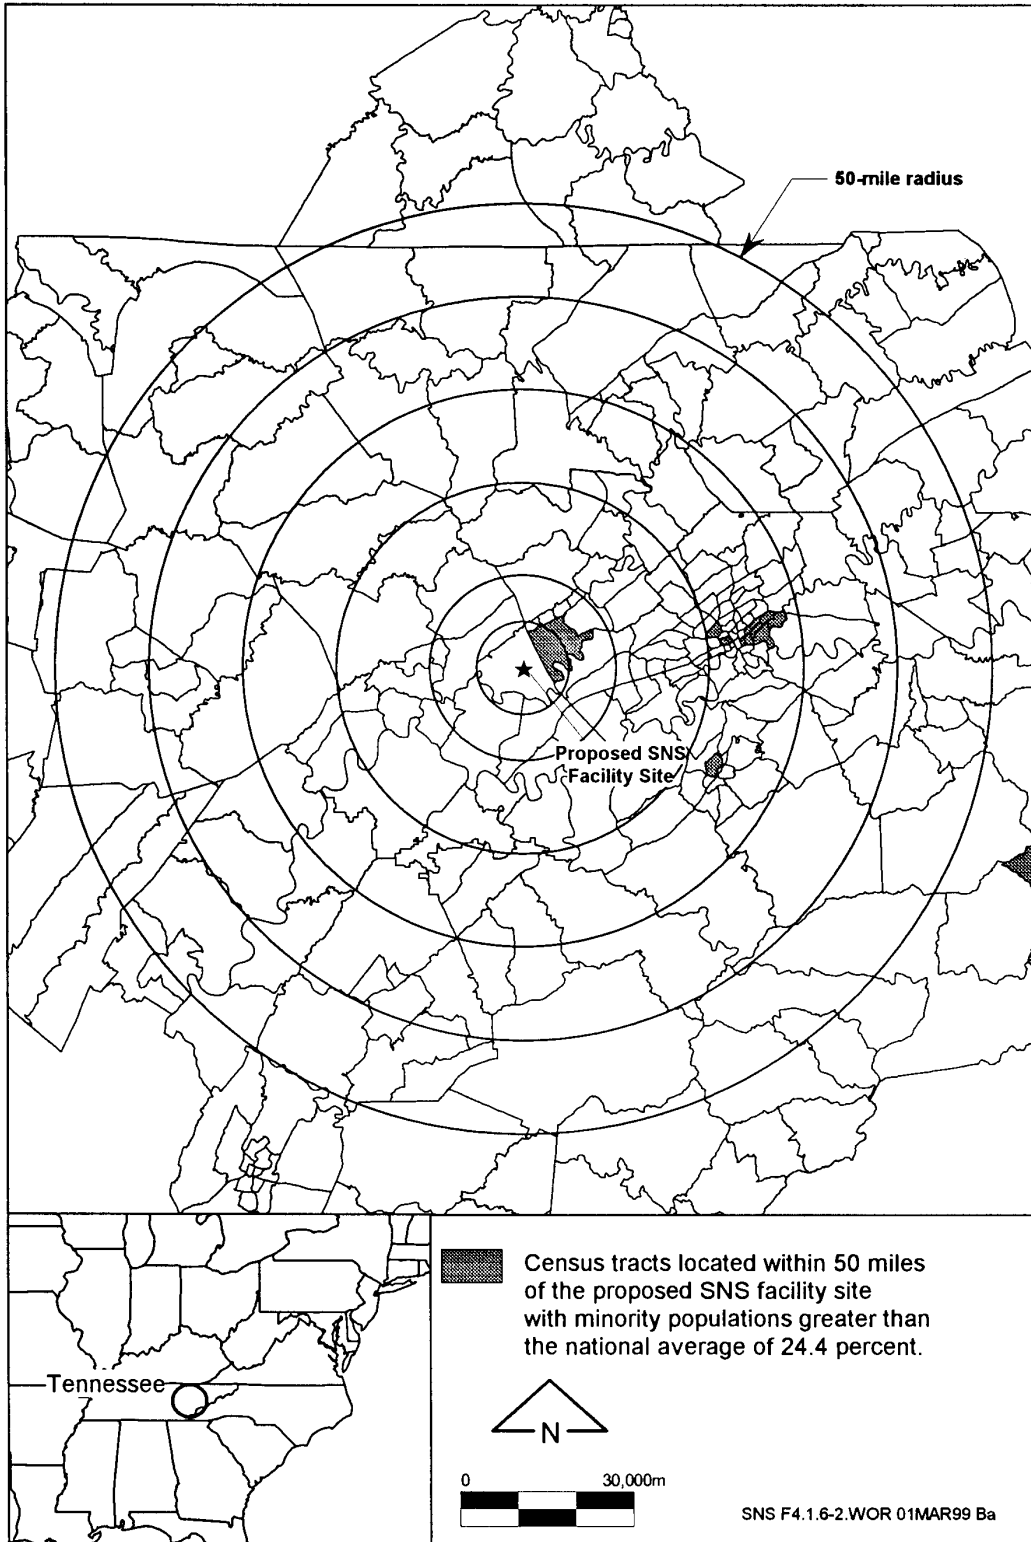 50-mile radius
Proposed SNS
Facility Site
Census tracts located within 50 miles
of the proposed SNS facility site
with minority populations greater than
the national average of 24.4 percent.
Tennessee
N
0 30,000m
SNS F4.1.6-2.WOR 01MAR99 Ba